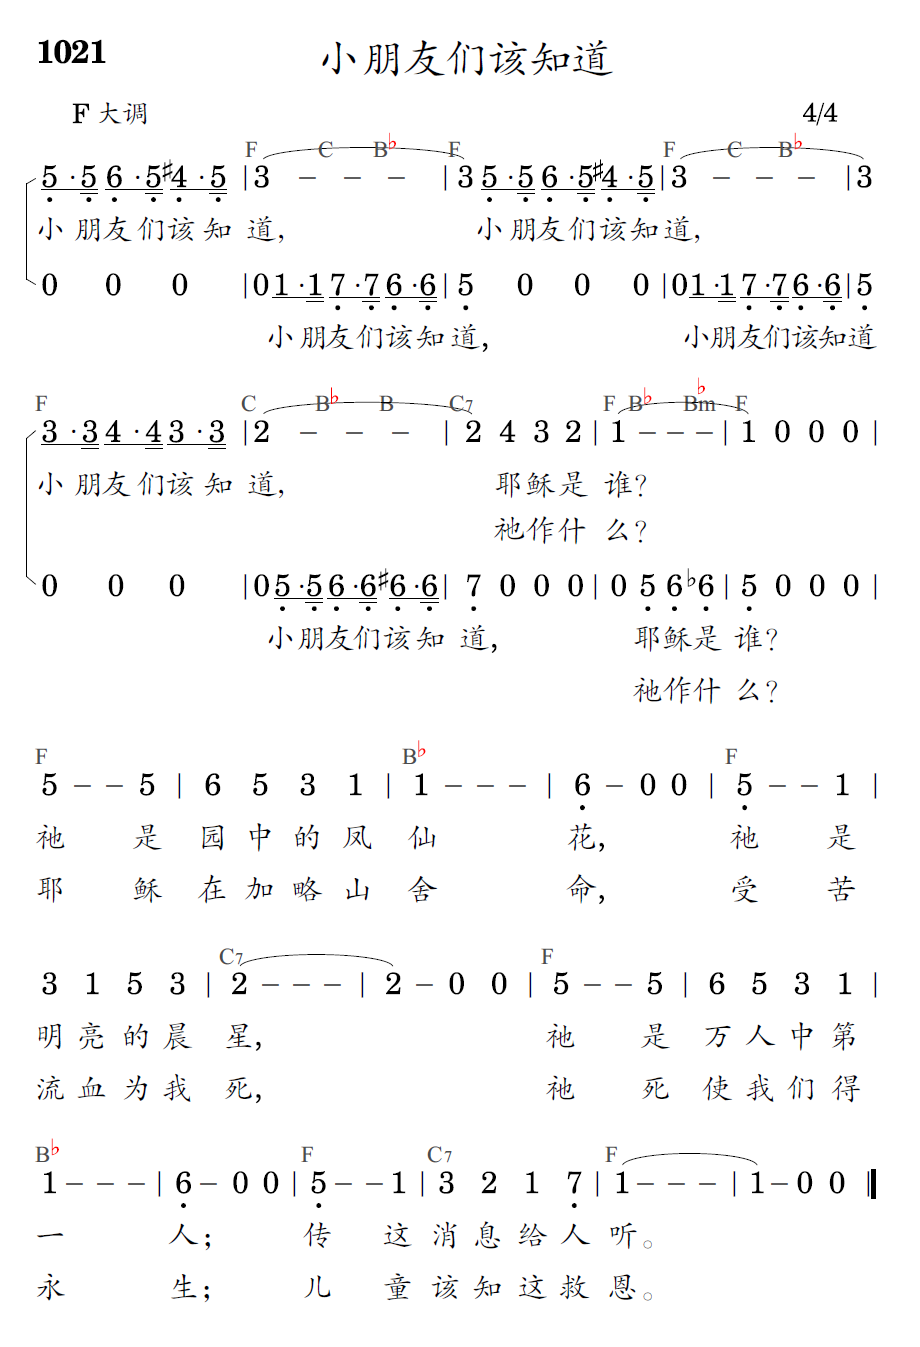 1021
小朋友们该知道
F 大调 4/4
F C B♭ F F C B♭
5·5 6·5 ♯4·5 | 3 – – – | 3 5·5 6·5 ♯4·5 | 3 – – – | 3
小朋友们该知道, 小朋友们该知道,
0 0 0 | 0 1·1 7·7 6·6 | 5 0 0 0 | 0 1·1 7·7 6·6 | 5
小朋友们该知道, 小朋友们该知道
F C B♭ B C7 F B♭ B♭m F
3·3 4·4 3·3 | 2 – – – | 2 4 3 2 | 1 – – – | 1 0 0 0 |
小朋友们该知道, 耶稣是谁?
祂作什么?
0 0 0 | 0 5·5 6·6 ♯6·6 | 7 0 0 0 | 0 5 6 ♭6 | 5 0 0 0 |
小朋友们该知道, 耶稣是谁?
祂作什么?
F B♭ F
5 – – 5 | 6 5 3 1 | 1 – – – | 6 – 0 0 | 5 – – 1 |
祂是园中的凤仙花, 祂是
耶稣在加略山舍命, 受苦
C7 F
3 1 5 3 | 2 – – – | 2 – 0 0 | 5 – – 5 | 6 5 3 1 |
明亮的晨星, 祂是万人中第
流血为我死, 祂死使我们得
B♭ F C7 F
1 – – – | 6 – 0 0 | 5 – – 1 | 3 2 1 7 | 1 – – – | 1 – 0 0 ‖
一人; 传这消息给人听。
永生; 儿童该知这救恩。